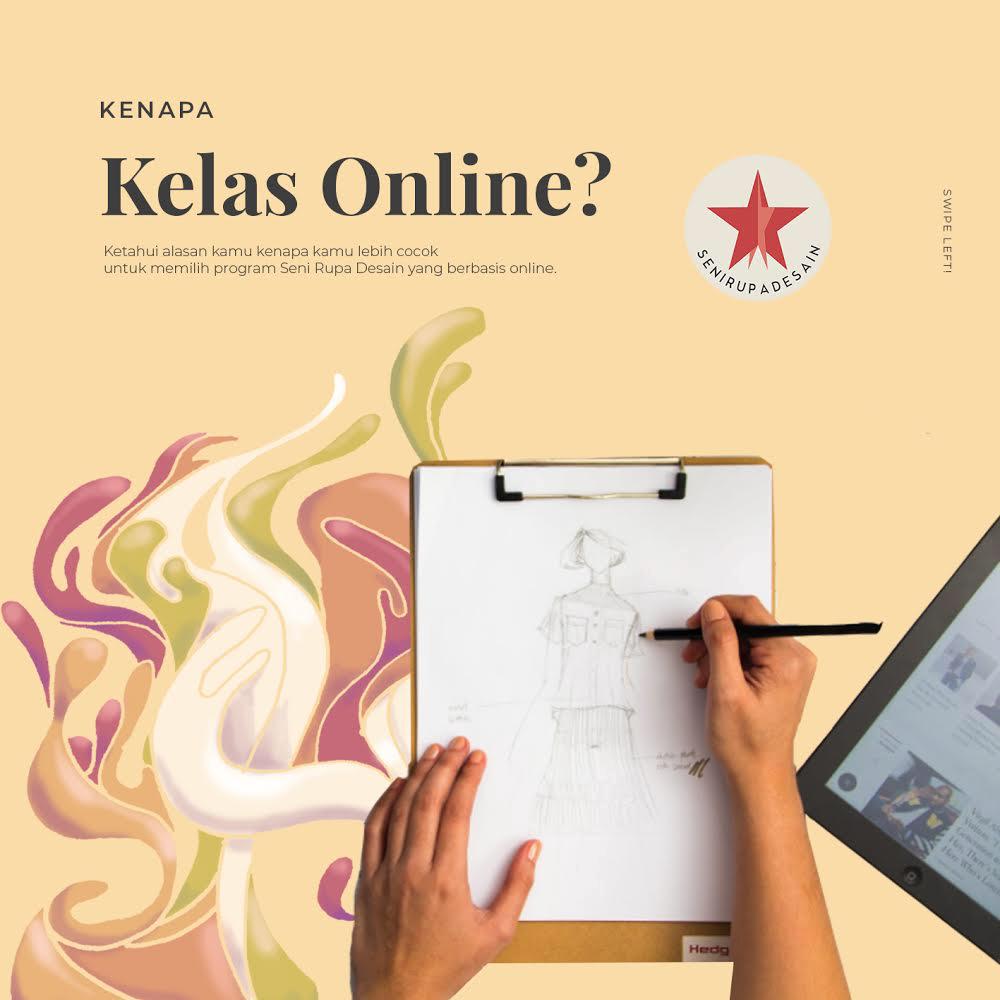 KENAPA
Kelas Online?
Ketahui alasan kamu kenapa kamu lebih cocok
untuk memilih program Seni Rupa Desain yang berbasis online.
SENIRUPADESAIN
SWIPE LEFT!
Hedg